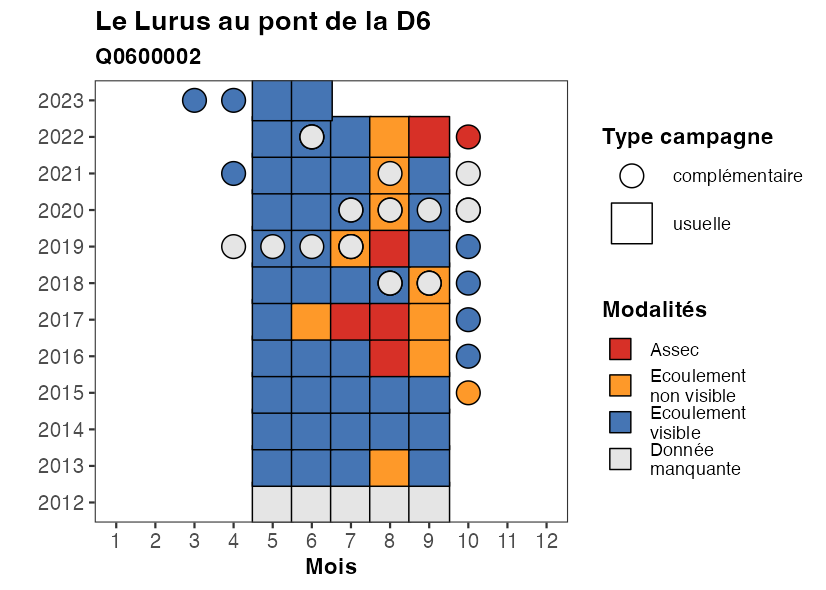 Le Lurus au pont de la D6
Q0600002
2023
2022
2021
2020
2019
2018
2017
2016
2015
2014
2013
2012
1 2 3 4 5 6 7 8 9 10 11 12
Mois
Type campagne
complémentaire
usuelle
Modalités
Assec
Ecoulement
non visible
Ecoulement
visible
Donnée
manquante